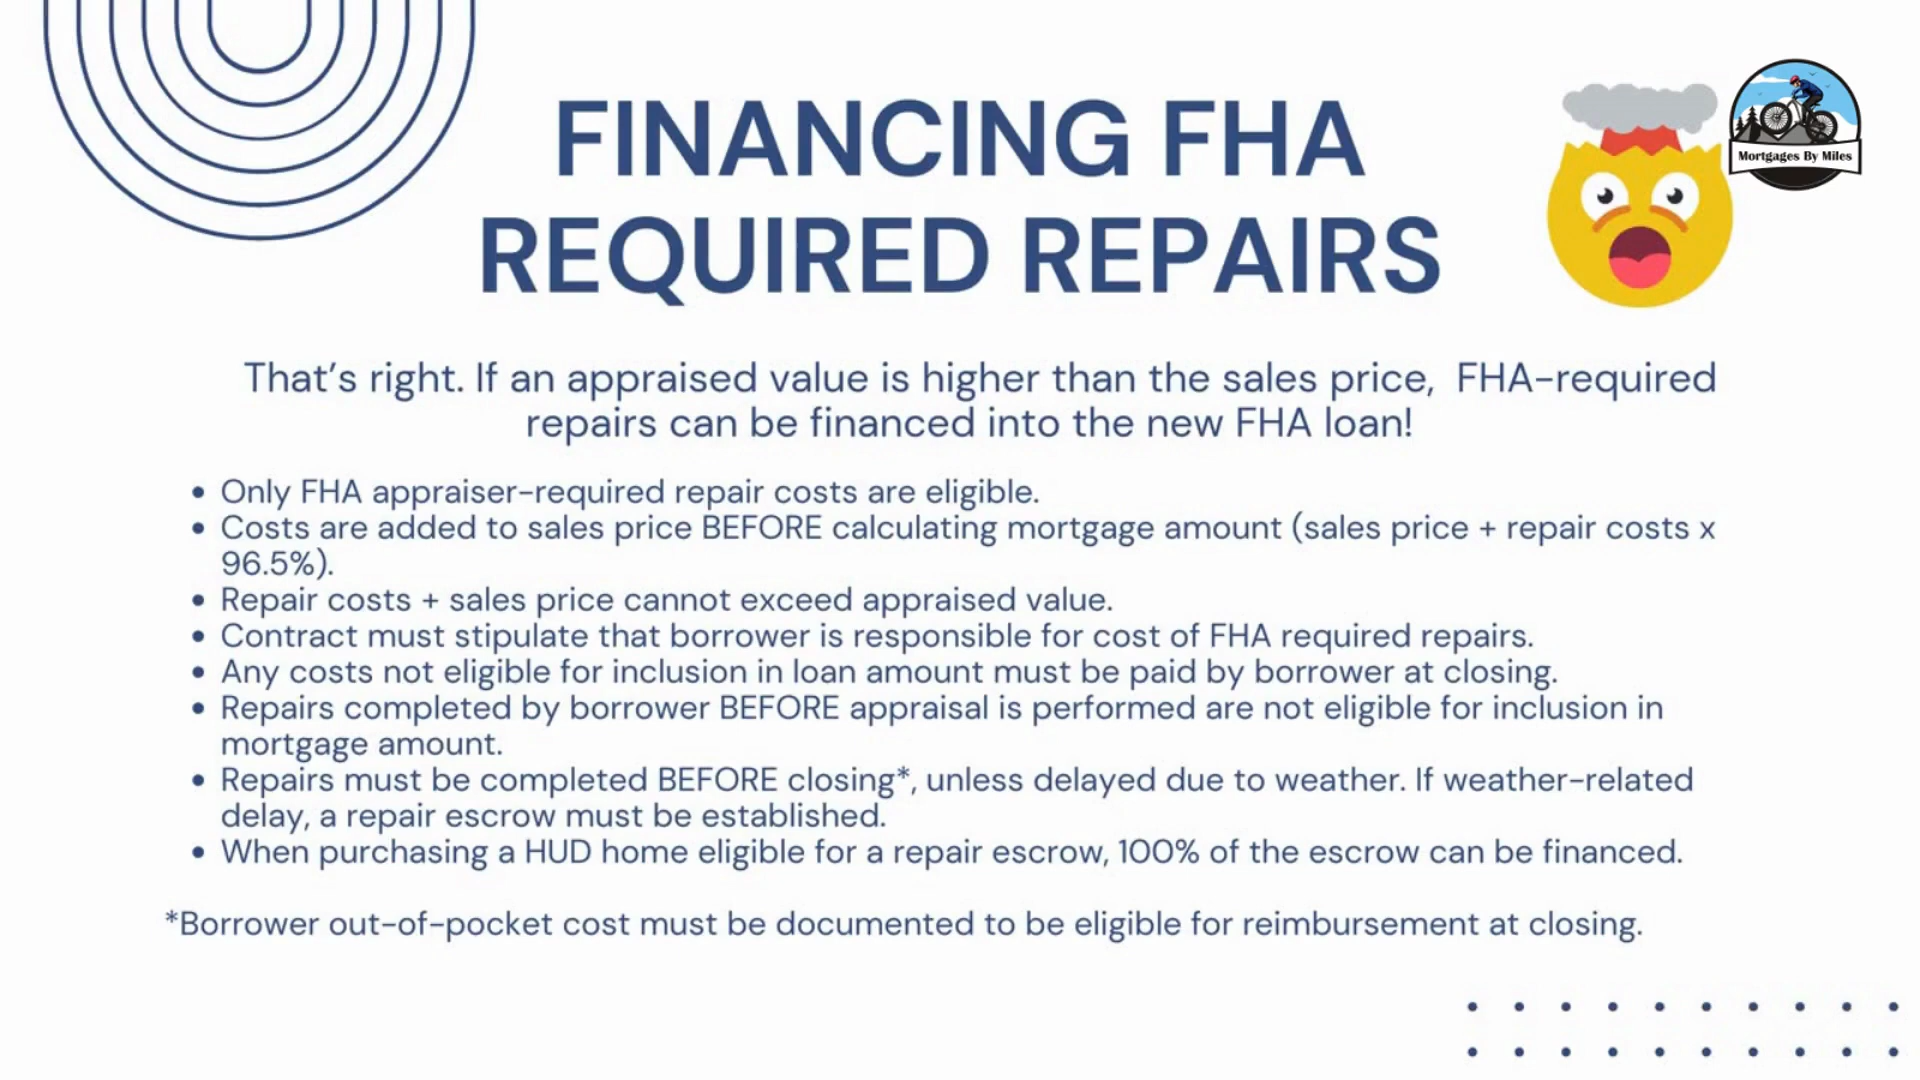 FINANCING FHA
REQUIRED REPAIRS
Mortgages By Miles
That’s right. If an appraised value is higher than the sales price,  FHA-required
repairs can be financed into the new FHA loan!
• Only FHA appraiser-required repair costs are eligible.
• Costs are added to sales price BEFORE calculating mortgage amount (sales price + repair costs x
96.5%).
• Repair costs + sales price cannot exceed appraised value.
• Contract must stipulate that borrower is responsible for cost of FHA required repairs.
• Any costs not eligible for inclusion in loan amount must be paid by borrower at closing.
• Repairs completed by borrower BEFORE appraisal is performed are not eligible for inclusion in
mortgage amount.
• Repairs must be completed BEFORE closing*, unless delayed due to weather. If weather-related
delay, a repair escrow must be established.
• When purchasing a HUD home eligible for a repair escrow, 100% of the escrow can be financed.
*Borrower out-of-pocket cost must be documented to be eligible for reimbursement at closing.